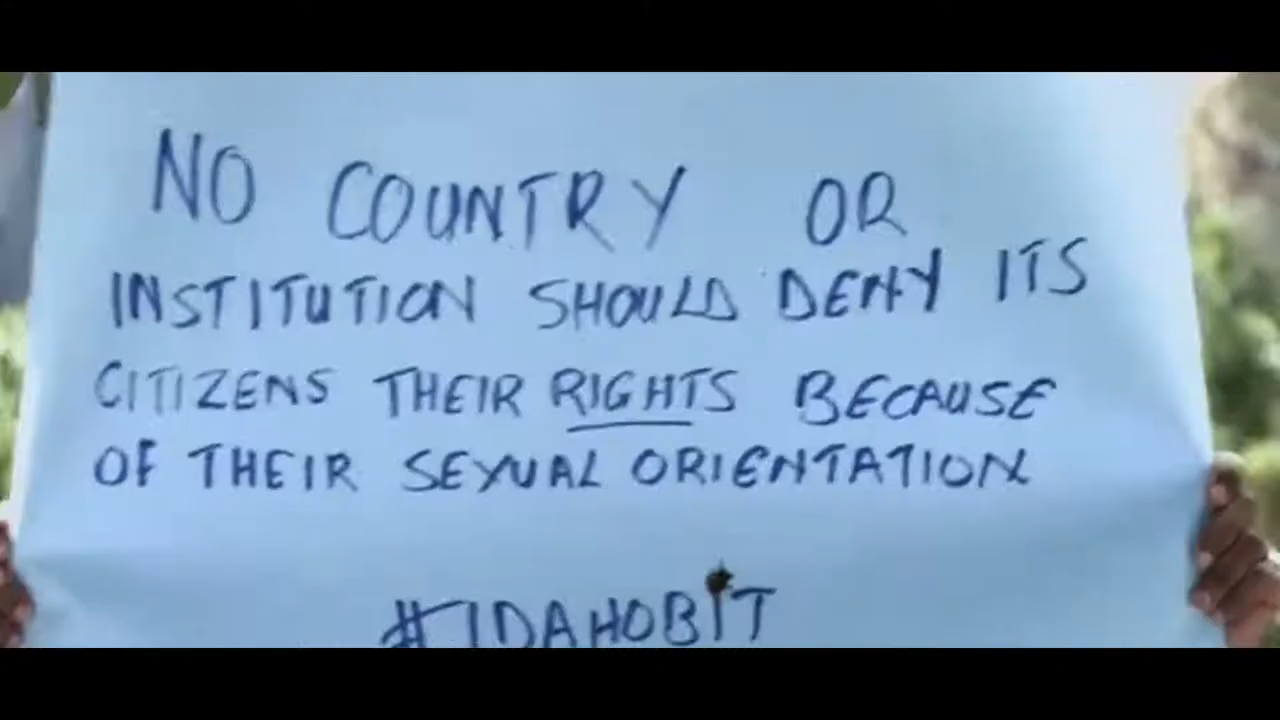 NO COUNTRY OR
INSTITUTION SHOULD DENY ITS
CITIZENS THEIR RIGHTS BECAUSE
OF THEIR SEXUAL ORIENTATION
#IDAHOBIT